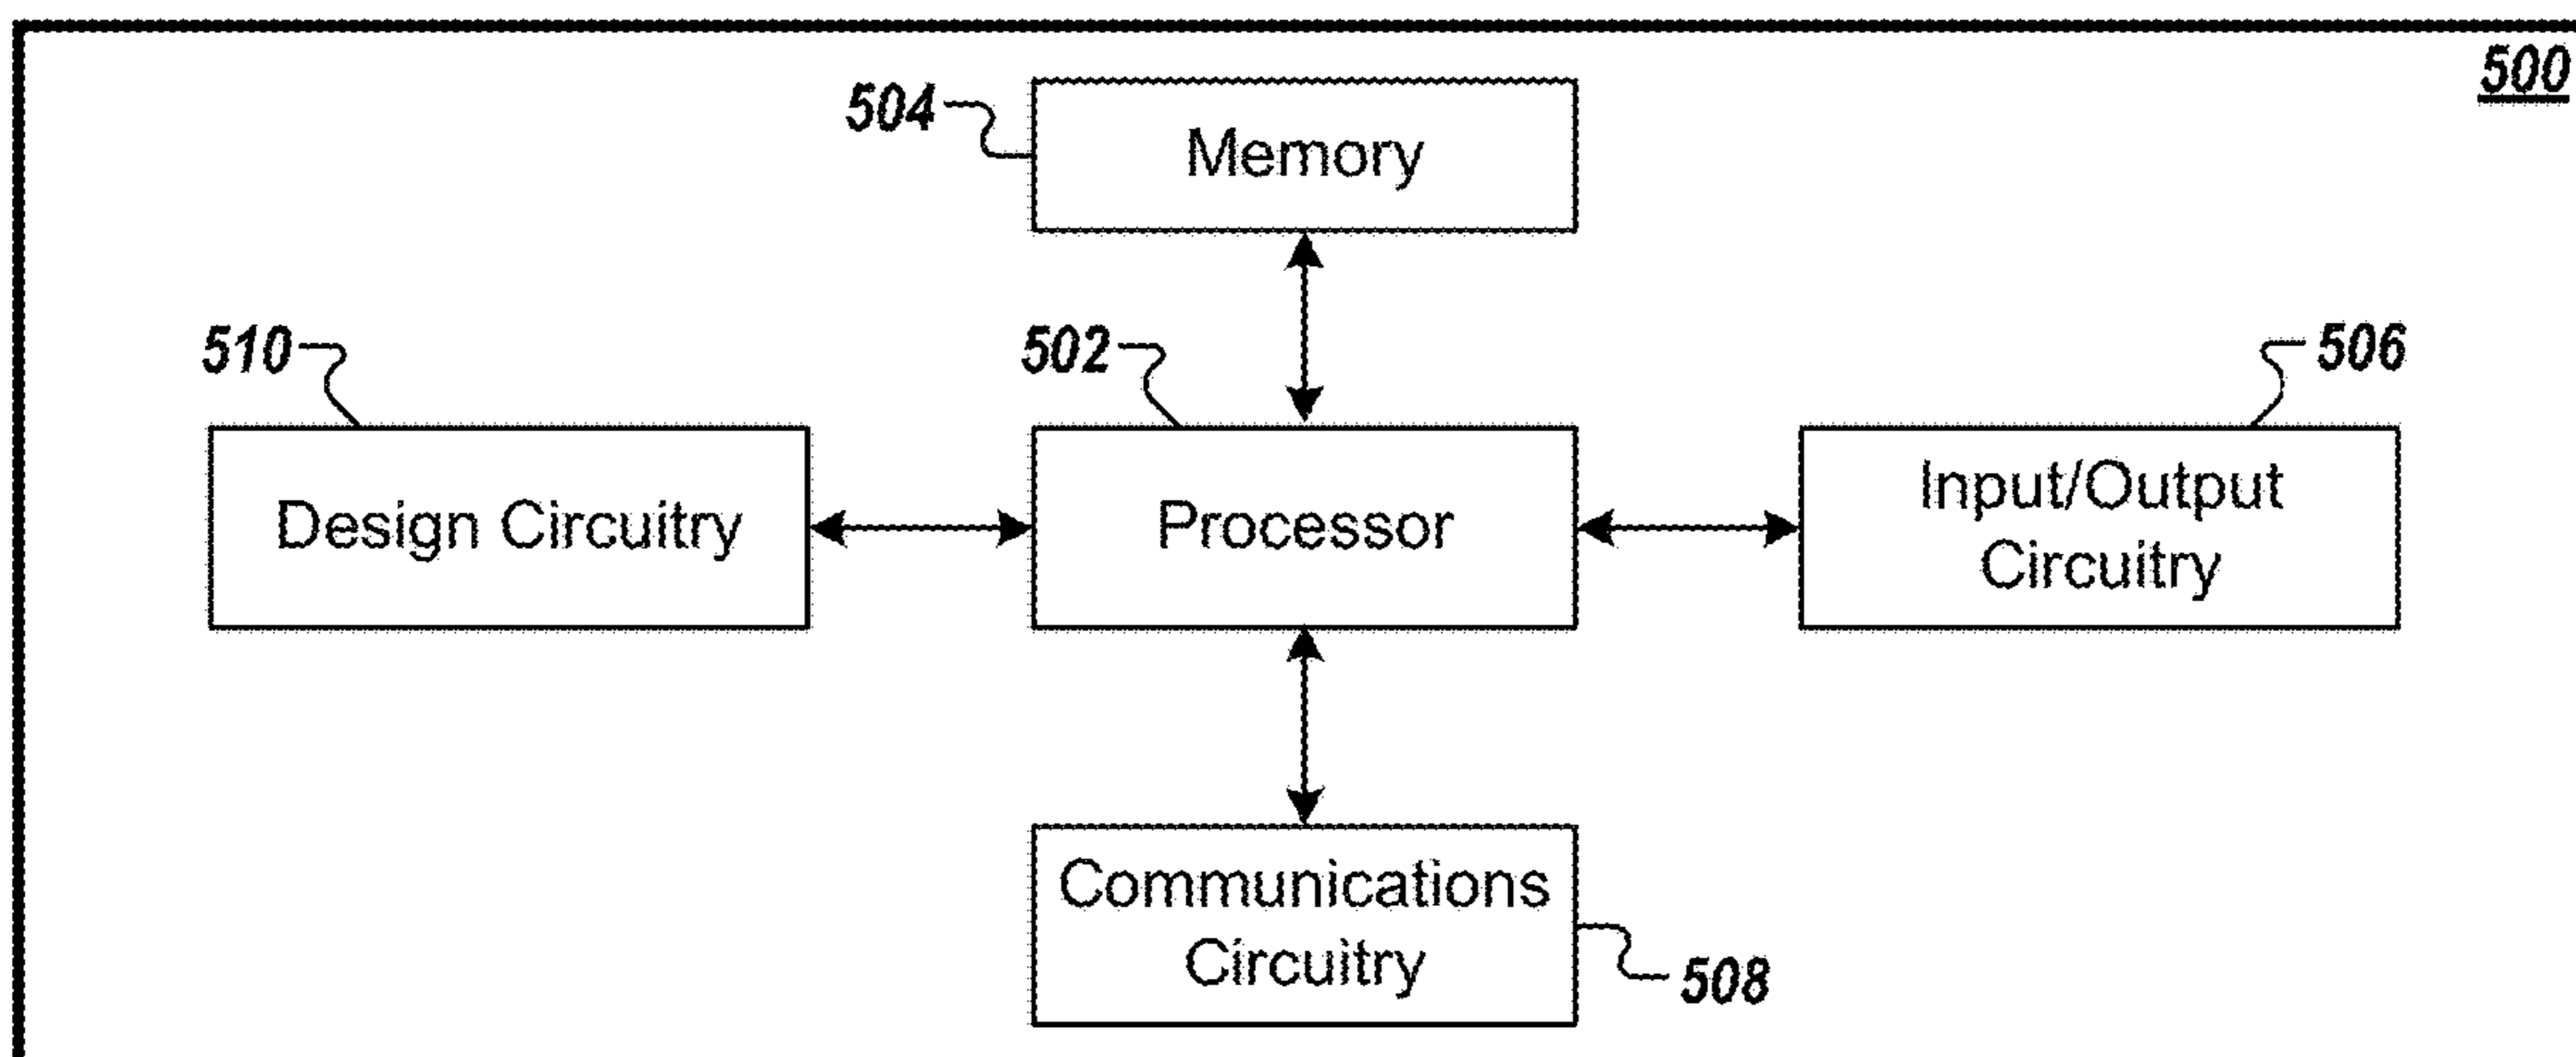 500
504
Memory
510
502
506
Design Circuitry
Processor
Input/Output
Circuitry
Communications
Circuitry
508